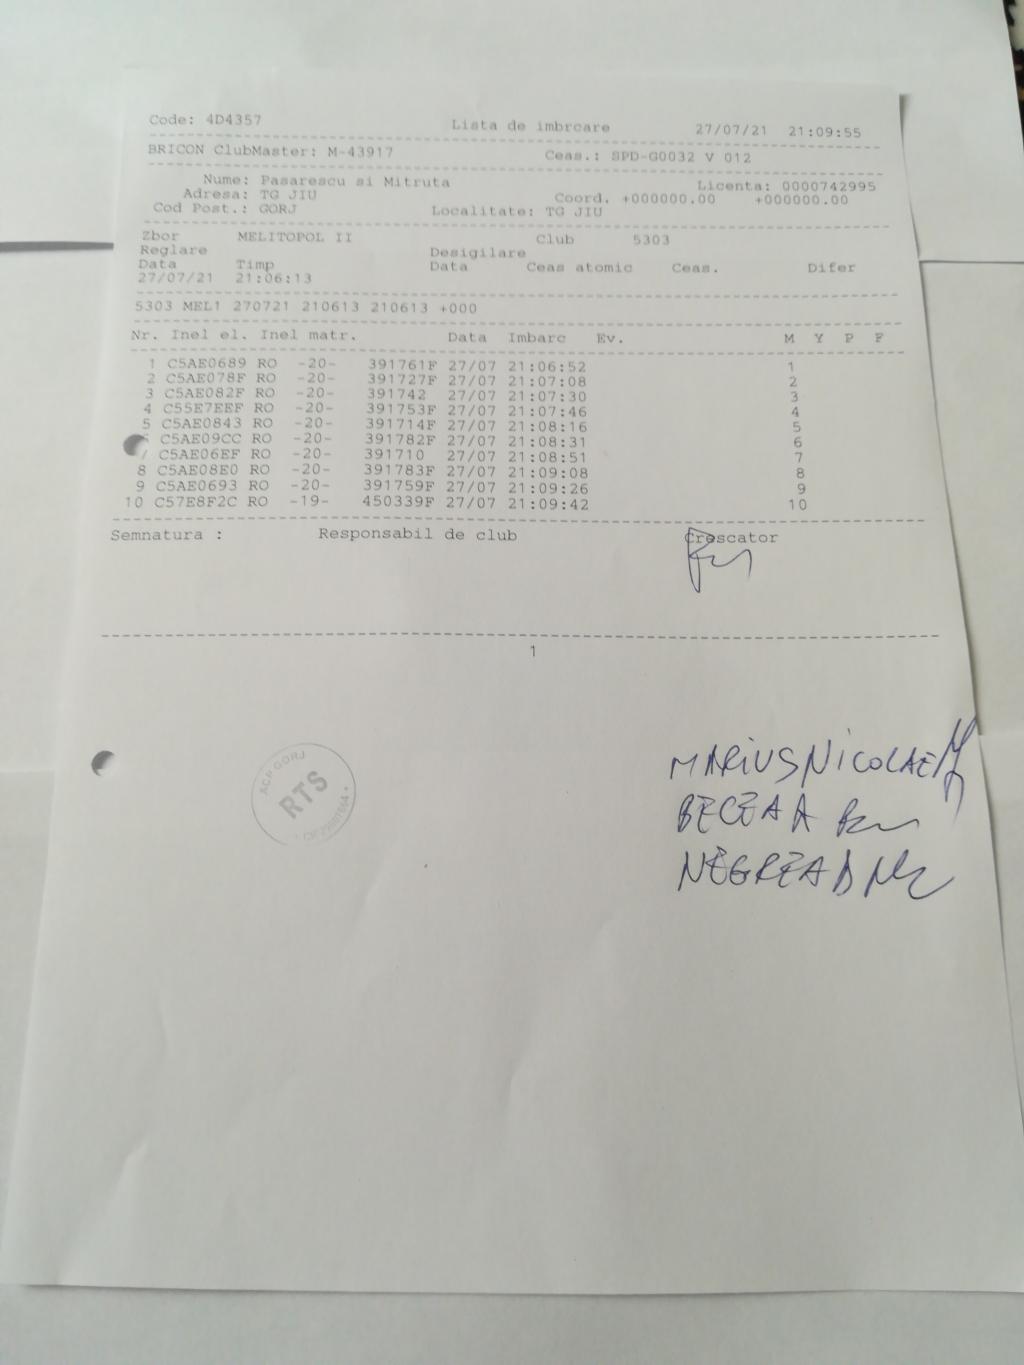 Code: 4D4357 Lista de imbrcare 27/07/21 21:09:55
BRICON ClubMaster: M-43917 Ceas.: SPD-G0032 V 012
Nume: Pasarescu si Mitruta Licenta: 0000742995
Adresa: TG JIU Coord. +000000.00 +000000.00
Cod Post.: GORJ Localitate: TG JIU
Zbor MELITOPOL II Club 5303
Reglare Desigilare
Data Timp Data Ceas atomic Ceas. Difer
27/07/21 21:06:13
5303 MEL1 270721 210613 210613 +000
Nr. Inel el. Inel matr. Data Imbarc Ev. M Y P F
1 C5AE0689 RO -20- 391761F 27/07 21:06:52 1
2 C5AE078F RO -20- 391727F 27/07 21:07:08 2
3 C5AE082F RO -20- 391742 27/07 21:07:30 3
4 C55E7EEF RO -20- 391753F 27/07 21:07:46 4
5 C5AE0843 RO -20- 391714F 27/07 21:08:16 5
6 C5AE09CC RO -20- 391782F 27/07 21:08:31 6
7 C5AE06EF RO -20- 391710 27/07 21:08:51 7
8 C5AE08E0 RO -20- 391783F 27/07 21:09:08 8
9 C5AE0693 RO -20- 391759F 27/07 21:09:26 9
10 C57E8F2C RO -19- 450339F 27/07 21:09:42 10
Semnatura : Responsabil de club Crescator
1
ACP GORJ
RTS
MARIUS NICOLAE
BECEA A
NEGREA D